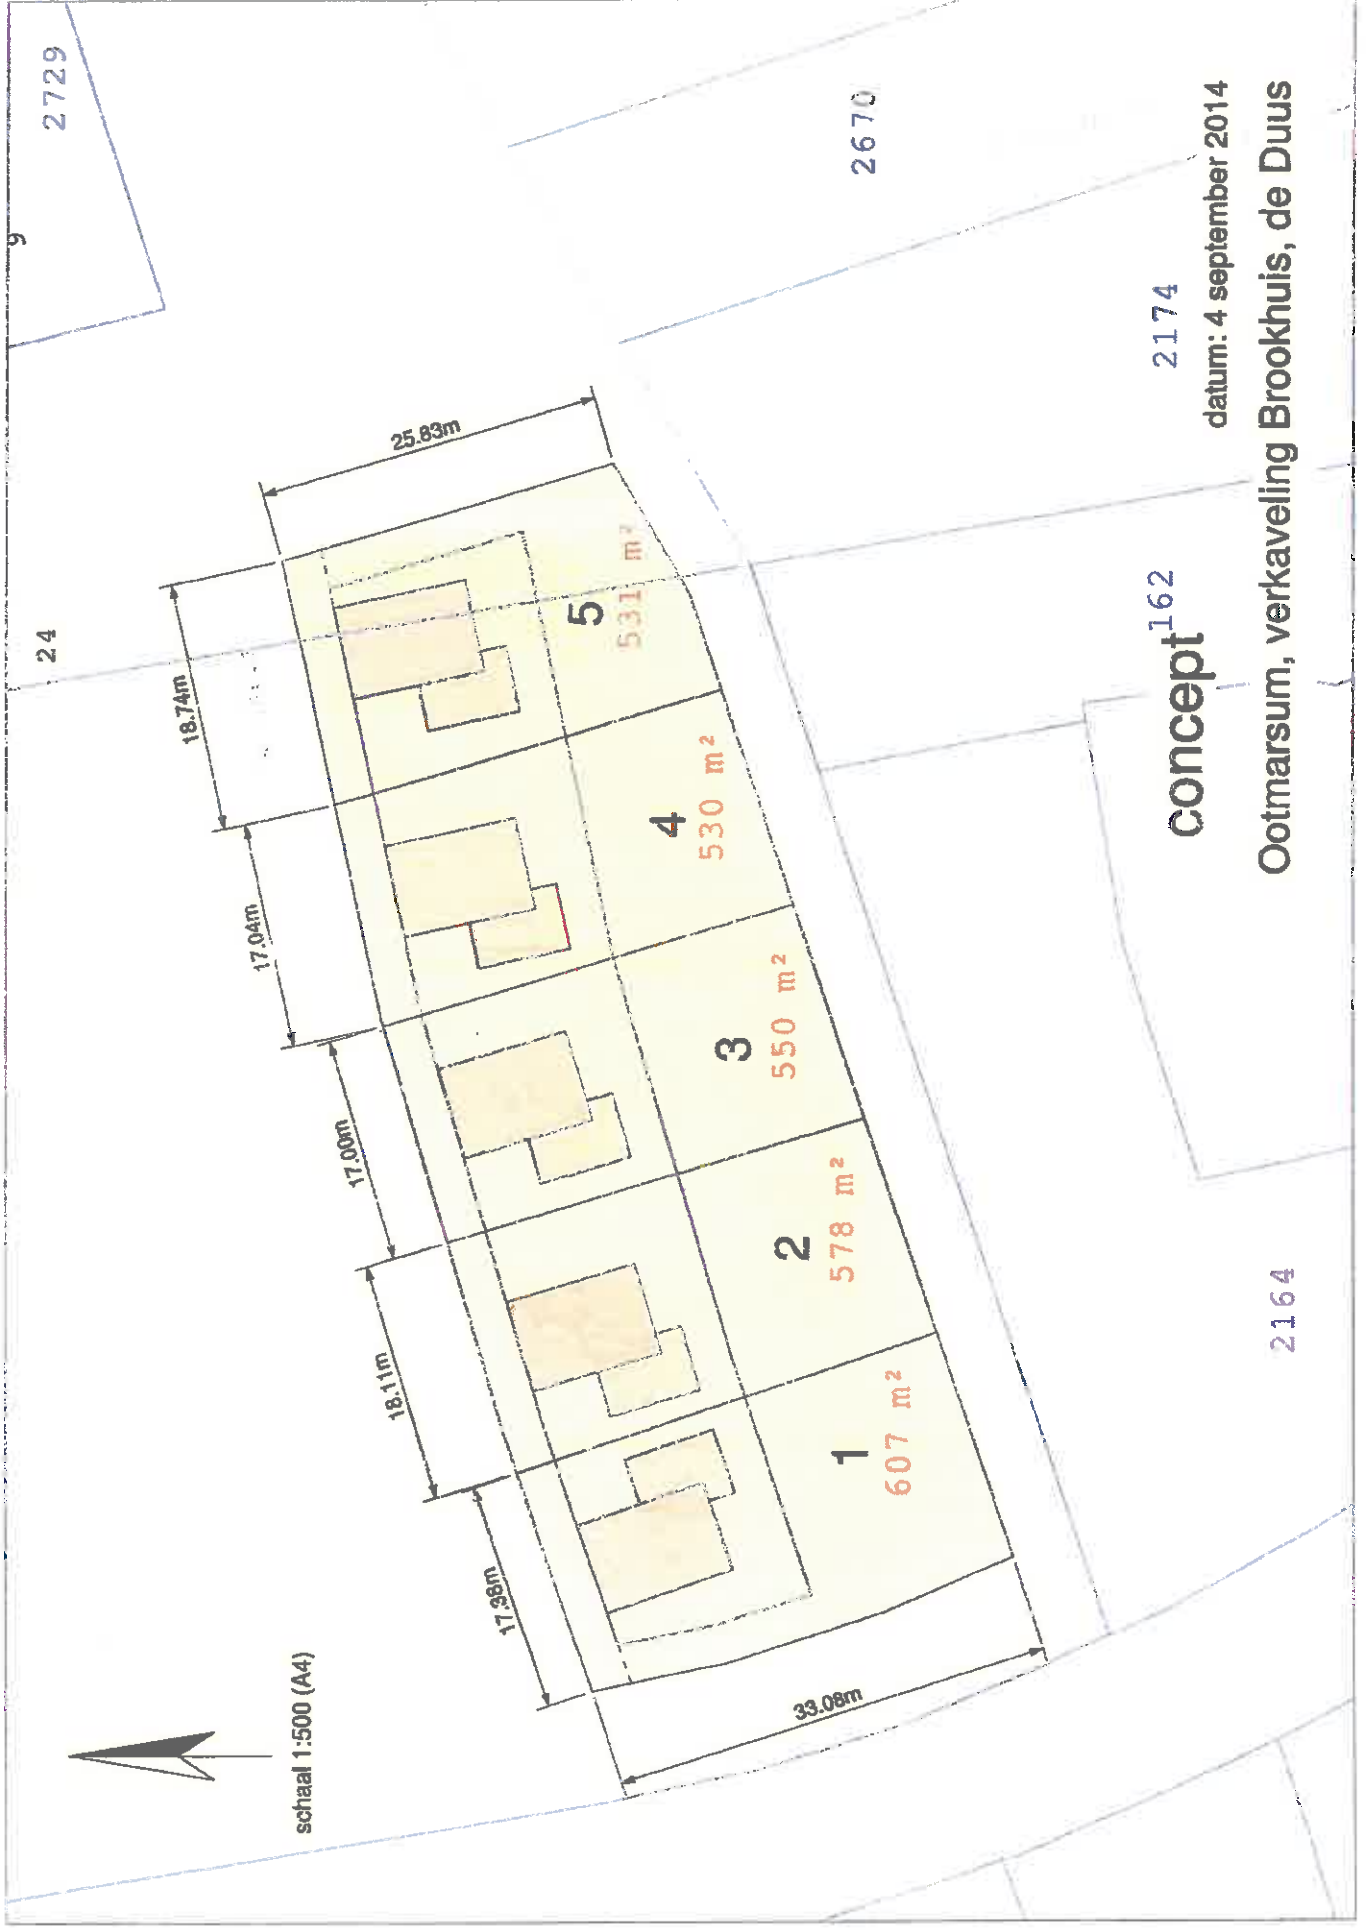 schaal 1:500 (A4)
24
9
2729
17.38m
18.11m
17.00m
17.04m
18.74m
25.83m
33.08m
1
607 m²
2
578 m²
3
550 m²
4
530 m²
5
531 m²
2670
2174
162
2164
concept
datum: 4 september 2014
Ootmarsum, verkaveling Brookhuis, de Duus